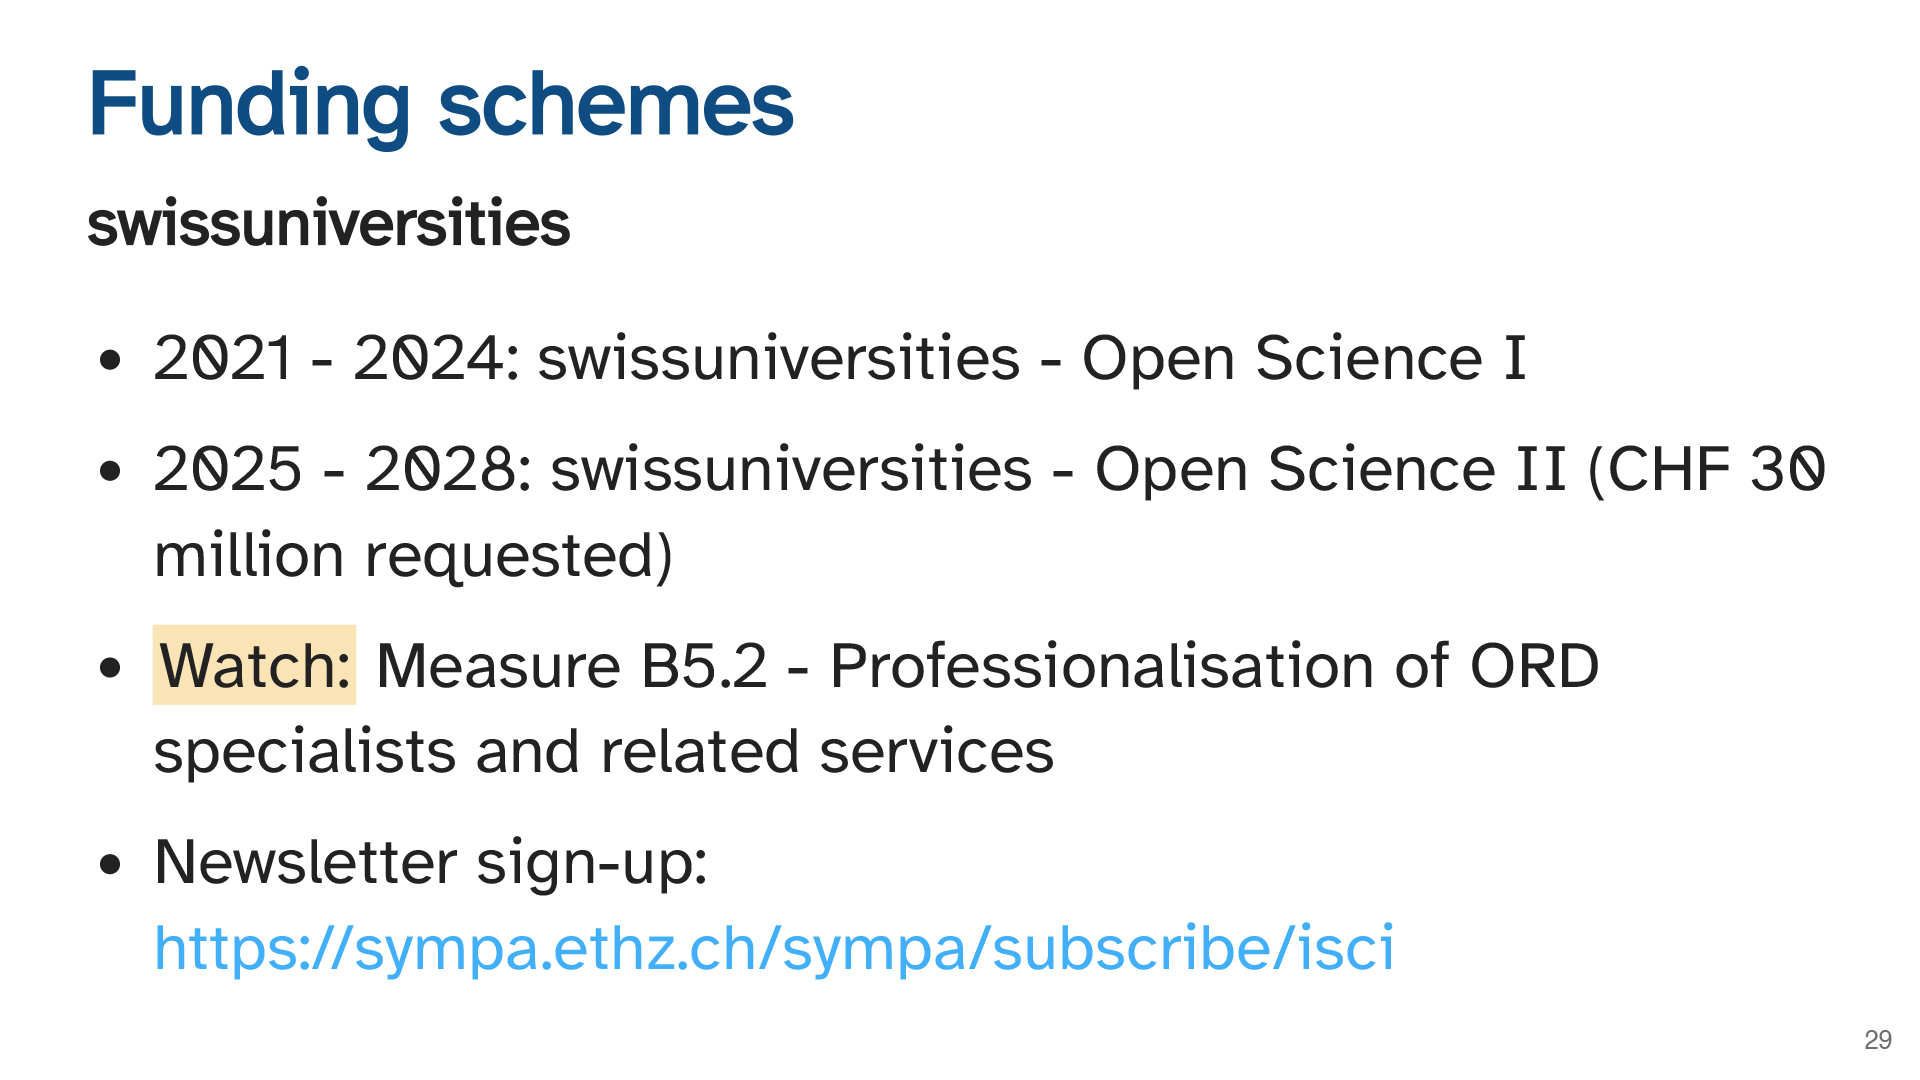 Funding schemes
swissuniversities
• 2021 - 2024: swissuniversities - Open Science I
• 2025 - 2028: swissuniversities - Open Science II (CHF 30
million requested)
• Watch: Measure B5.2 - Professionalisation of ORD
specialists and related services
• Newsletter sign-up:
https://sympa.ethz.ch/sympa/subscribe/isci
29